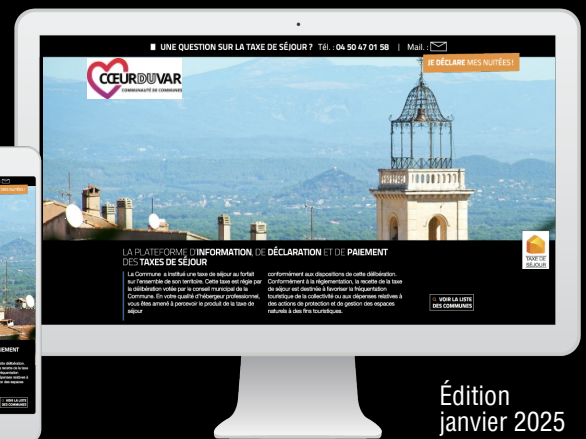 UNE QUESTION SUR LA TAXE DE SÉJOUR ? Tél. : 04 50 47 01 58 | Mail. :
JE DÉCLARE MES NUITÉES !
CŒURDUVAR
COMMUNAUTÉ DE COMMUNES
LA PLATEFORME D'INFORMATION, DE DÉCLARATION ET DE PAIEMENT
DES TAXES DE SÉJOUR
La Commune a institué une taxe de séjour au forfait
sur l'ensemble de son territoire. Cette taxe est régie par
la délibération votée par le conseil municipal de la
Commune. En votre qualité d'hébergeur professionnel,
vous êtes amené à percevoir le produit de la taxe de
séjour
conformément aux dispositions de cette délibération.
Conformément à la réglementation, la recette de la taxe
de séjour est destinée à favoriser la fréquentation
touristique de la collectivité ou aux dépenses relatives à
des actions de protection et de gestion des espaces
naturels à des fins touristiques.
TAXE DE
SÉJOUR
VOIR LA LISTE
DES COMMUNES
VOIR LA LISTE
DES COMMUNES
Édition
janvier 2025